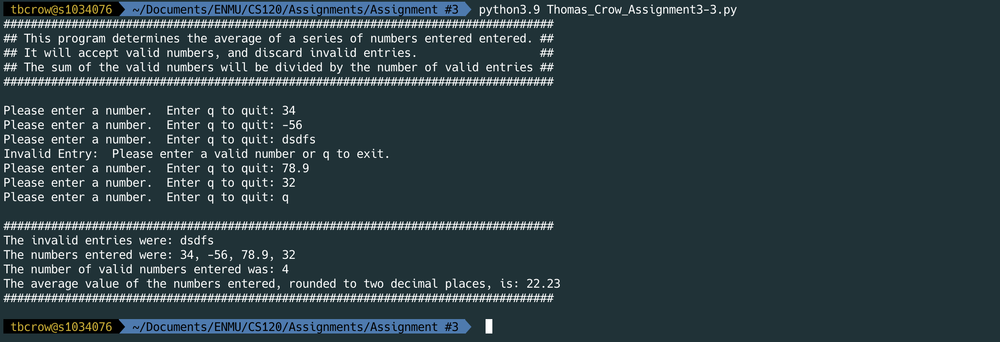 tbcrow@s1034076 ~/Documents/ENMU/CS120/Assignments/Assignment #3 python3.9 Thomas_Crow_Assignment3-3.py
#################################################################################
## This program determines the average of a series of numbers entered entered. ##
## It will accept valid numbers, and discard invalid entries.                  ##
## The sum of the valid numbers will be divided by the number of valid entries ##
#################################################################################
Please enter a number.  Enter q to quit: 34
Please enter a number.  Enter q to quit: -56
Please enter a number.  Enter q to quit: dsdfs
Invalid Entry:  Please enter a valid number or q to exit.
Please enter a number.  Enter q to quit: 78.9
Please enter a number.  Enter q to quit: 32
Please enter a number.  Enter q to quit: q
#################################################################################
The invalid entries were: dsdfs
The numbers entered were: 34, -56, 78.9, 32
The number of valid numbers entered was: 4
The average value of the numbers entered, rounded to two decimal places, is: 22.23
#################################################################################
tbcrow@s1034076 ~/Documents/ENMU/CS120/Assignments/Assignment #3